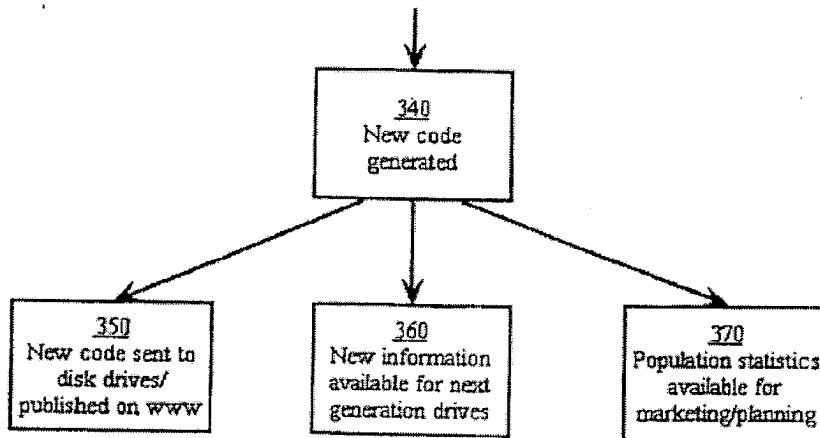 340
New code
generated
350
New code sent to
disk drives/
published on www
360
New information
available for next
generation drives
370
Population statistics
available for
marketing/planning